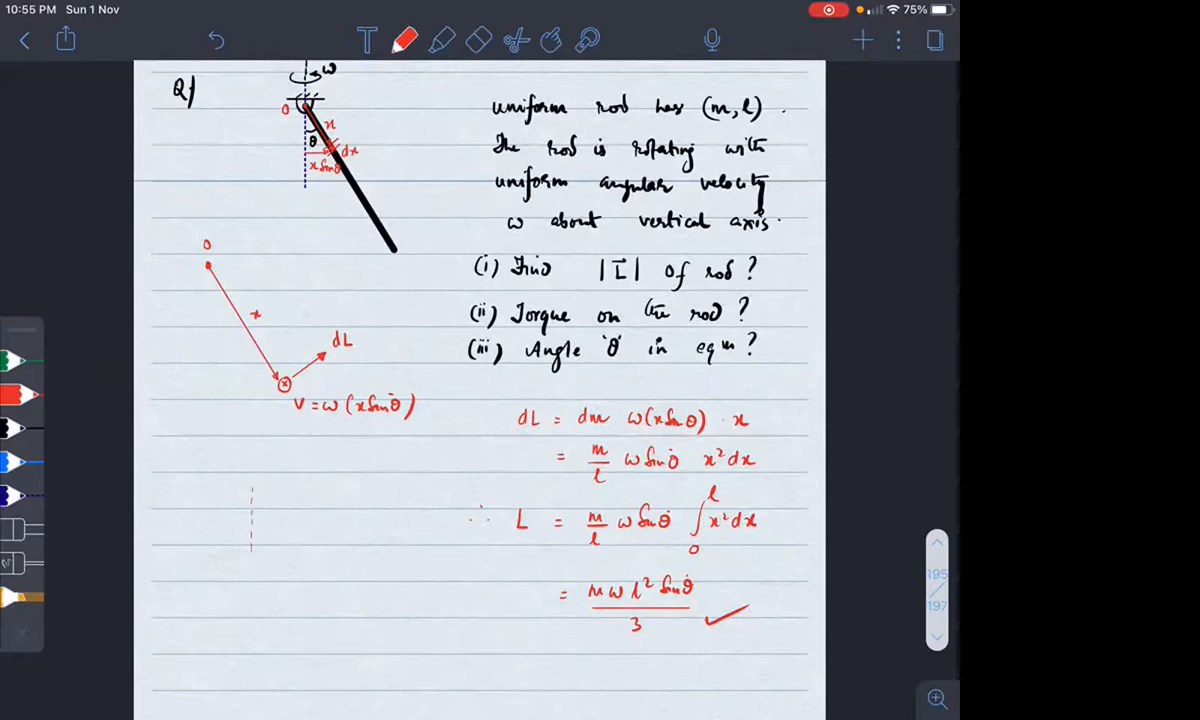 10:55 PM Sun 1 Nov 75%
Q)
ω
O
x
θ
dx
x sinθ
uniform rod has (m, l).
The rod is rotating with
uniform angular velocity
ω about vertical axis.
(i) Find |L⃗| of rod?
(ii) Torque on the rod?
(iii) Angle 'θ' in eqm?
O
x
dL
V = ω(x sinθ)
dL = dm ω(x sinθ) · x
= m/l ω sinθ x² dx
∴ L = m/l ω sinθ ∫₀ˡ x² dx
= m ω l² sinθ / 3 ✓
195
/
197